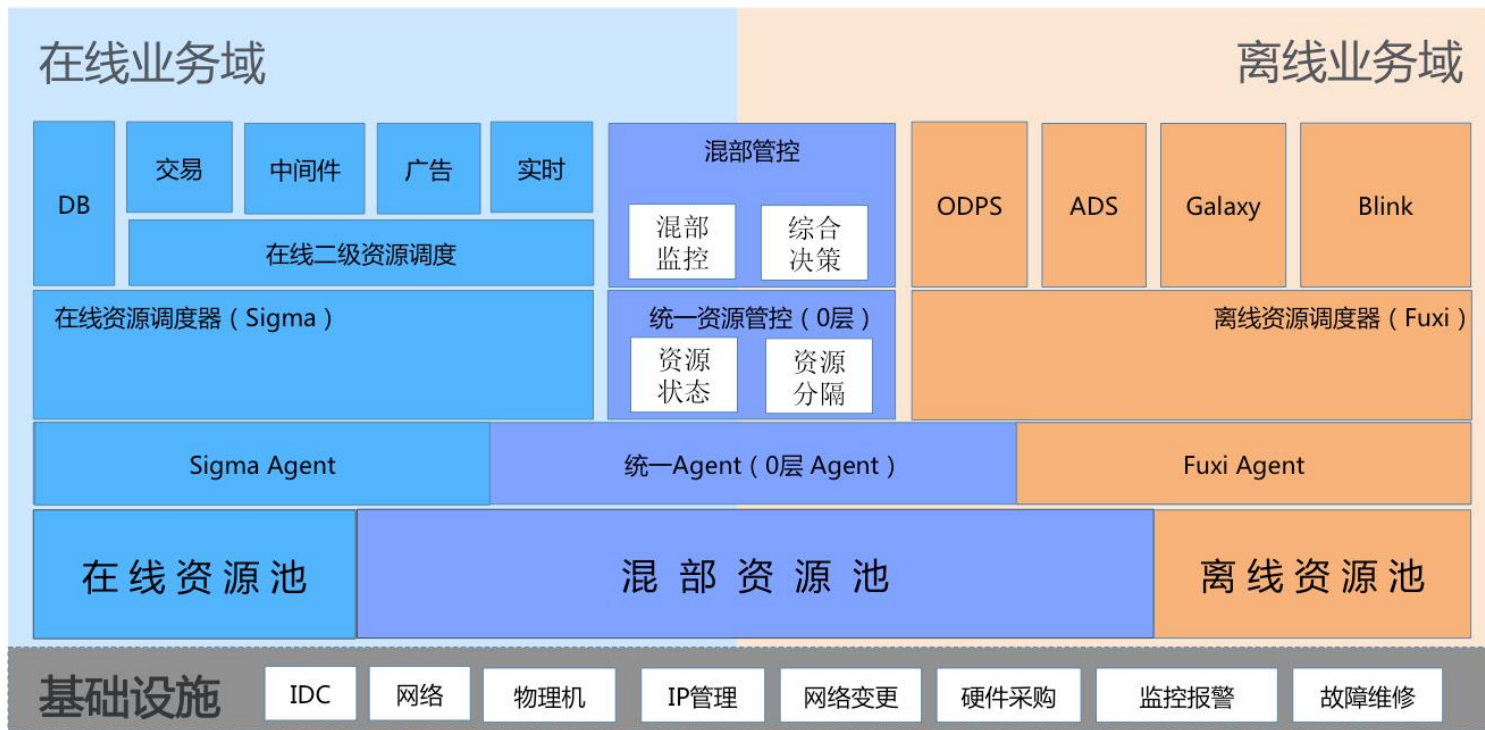 在线业务域
离线业务域
DB
交易
中间件
广告
实时
在线二级资源调度
混部管控
混部
监控
综合
决策
ODPS
ADS
Galaxy
Blink
在线资源调度器（Sigma）
统一资源管控（0层）
资源
状态
资源
分隔
离线资源调度器（Fuxi）
Sigma Agent
统一Agent（0层 Agent）
Fuxi Agent
在线资源池
混部资源池
离线资源池
基础设施
IDC
网络
物理机
IP管理
网络变更
硬件采购
监控报警
故障维修